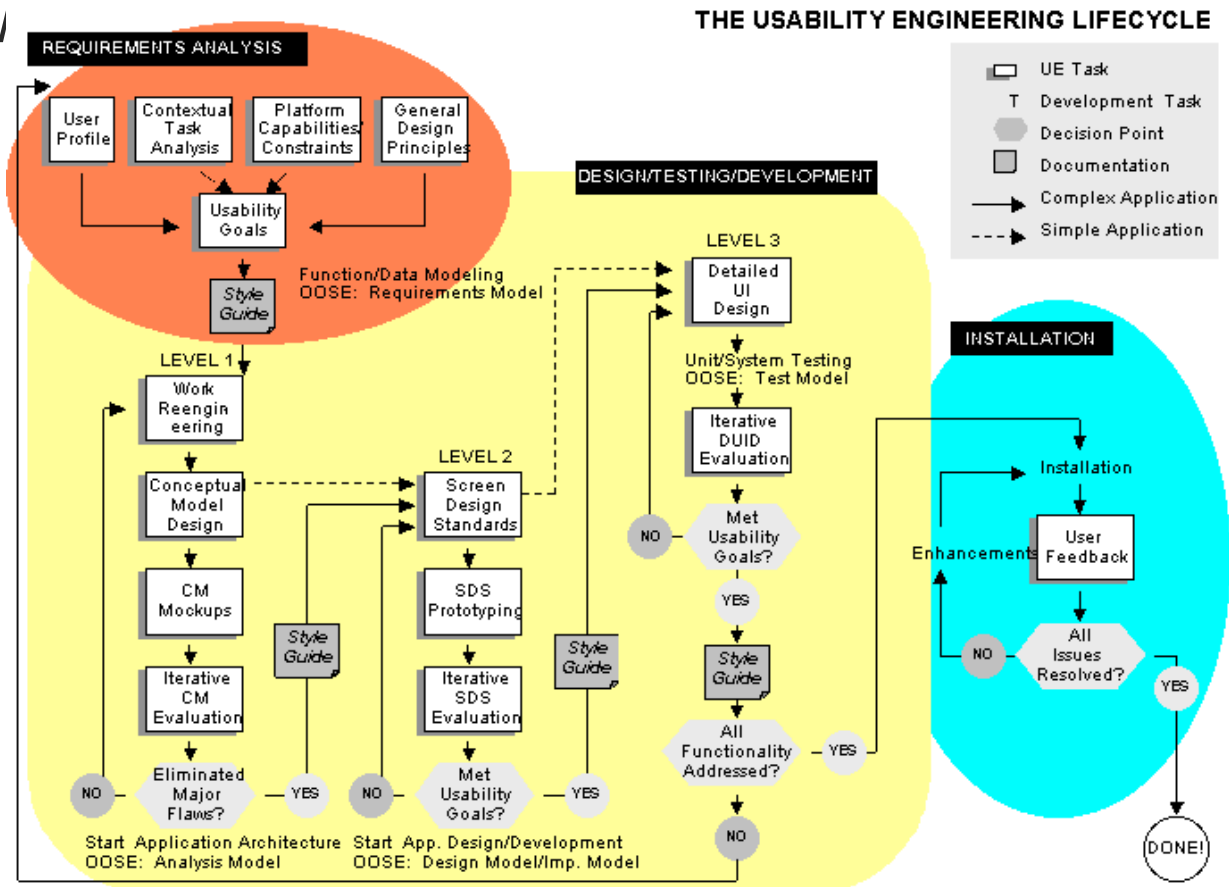 THE USABILITY ENGINEERING LIFECYCLE
REQUIREMENTS ANALYSIS
UE Task
T Development Task
Decision Point
Documentation
Complex Application
Simple Application
User
Profile
Contextual
Task
Analysis
Platform
Capabilities/
Constraints
General
Design
Principles
Usability
Goals
Style
Guide
Function/Data Modeling
OOSE: Requirements Model
DESIGN/TESTING/DEVELOPMENT
LEVEL 1
Work
Reengin
eering
Conceptual
Model
Design
CM
Mockups
Iterative
CM
Evaluation
Eliminated
Major
Flaws?
NO
YES
Start Application Architecture
OOSE: Analysis Model
Style
Guide
LEVEL 2
Screen
Design
Standards
SDS
Prototyping
Iterative
SDS
Evaluation
Met
Usability
Goals?
NO
YES
Start App. Design/Development
OOSE: Design Model/Imp. Model
Style
Guide
LEVEL 3
Detailed
UI
Design
Unit/System Testing
OOSE: Test Model
Iterative
DUID
Evaluation
Met
Usability
Goals?
NO
YES
Style
Guide
All
Functionality
Addressed?
YES
NO
INSTALLATION
Installation
User
Feedback
Enhancements
All
Issues
Resolved?
NO
YES
DONE!